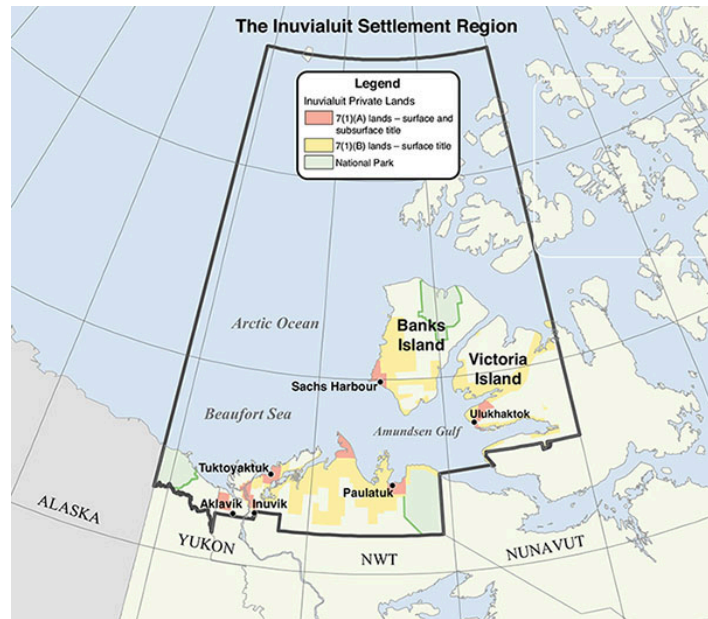 The Inuvialuit Settlement Region
Legend
Inuvialuit Private Lands
7(1)(A) lands – surface and
subsurface title
7(1)(B) lands – surface title
National Park
Arctic Ocean
Banks
Island
Victoria
Island
Sachs Harbour
Beaufort Sea
Amundsen Gulf
Ulukhaktok
Tuktoyaktuk
Paulatuk
Aklavik
Inuvik
ALASKA
YUKON
NWT
NUNAVUT